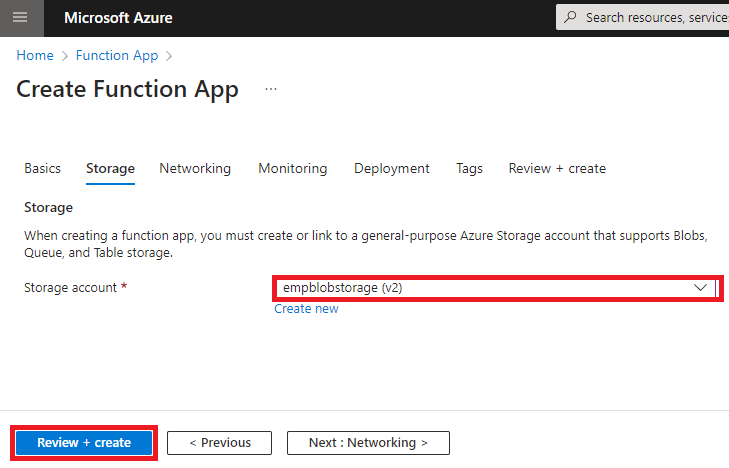 Microsoft Azure
Search resources, services
Home > Function App >
Create Function App ...
Basics Storage Networking Monitoring Deployment Tags Review + create
Storage
When creating a function app, you must create or link to a general-purpose Azure Storage account that supports Blobs,
Queue, and Table storage.
Storage account * empblobstorage (v2)
Create new
Review + create < Previous Next : Networking >